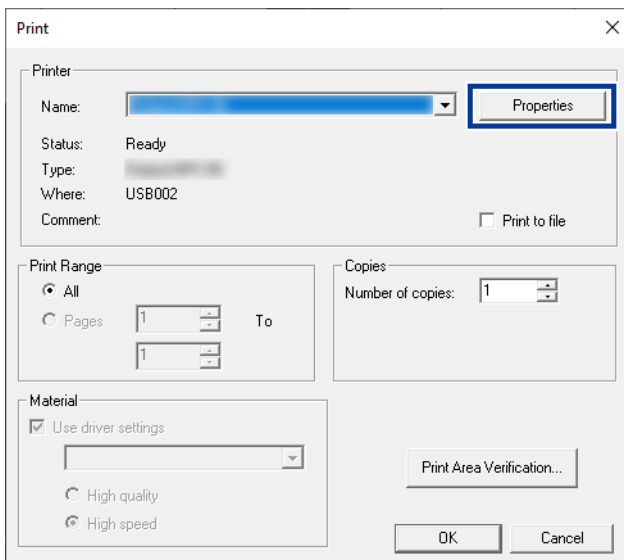 Print
Printer
Name:
Properties
Status: Ready
Type:
Where: USB002
Comment:
Print to file
Print Range
All
Pages 1 To
1
Copies
Number of copies: 1
Material
Use driver settings
High quality
High speed
Print Area Verification...
OK Cancel